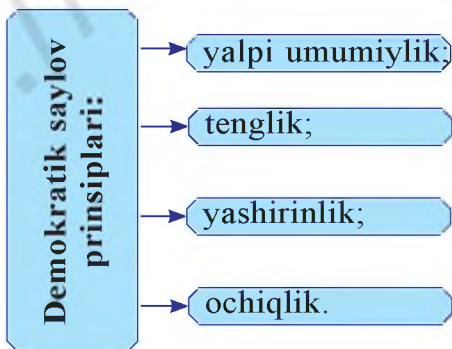 Demokratik saylov
prinsiplari:
yalpi umumiylik;
tenglik;
yashirinlik;
ochiqlik.